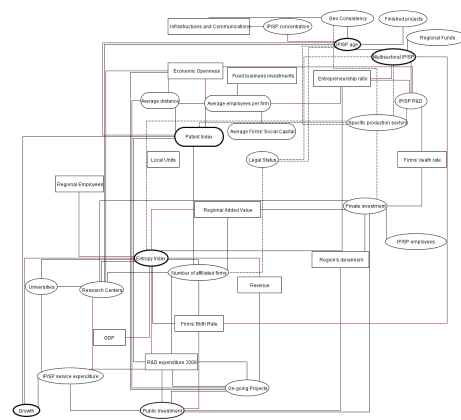 Geo Consistency
Finished projects
Infrastructures and Communications
IP/SP concentration
Regional Funds
IP/SP age
Multisectoral IP/SP
Economic Openness
Fixed business investments
Entrepreneurship ratio
Average distance
Average employees per firm
IP/SP R&D
Specific production sectors
Patent Index
Average Firms' Social Capital
Local Units
Legal Status
Firms' death rate
Regional Employees
Regional Added Value
Private investment
IP/SP employees
Entropy Index
Region's dynamism
Number of affiliated firms
Universities
Research Centers
Revenue
Firms' Birth Rate
GDP
R&D expenditure 2009
IP/SP service expenditure
On-going Projects
Growth
Public Investment